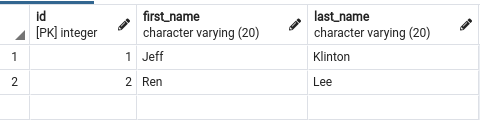 id first_name last_name
[PK] integer character varying (20) character varying (20)
1 1 Jeff Klinton
2 2 Ren Lee